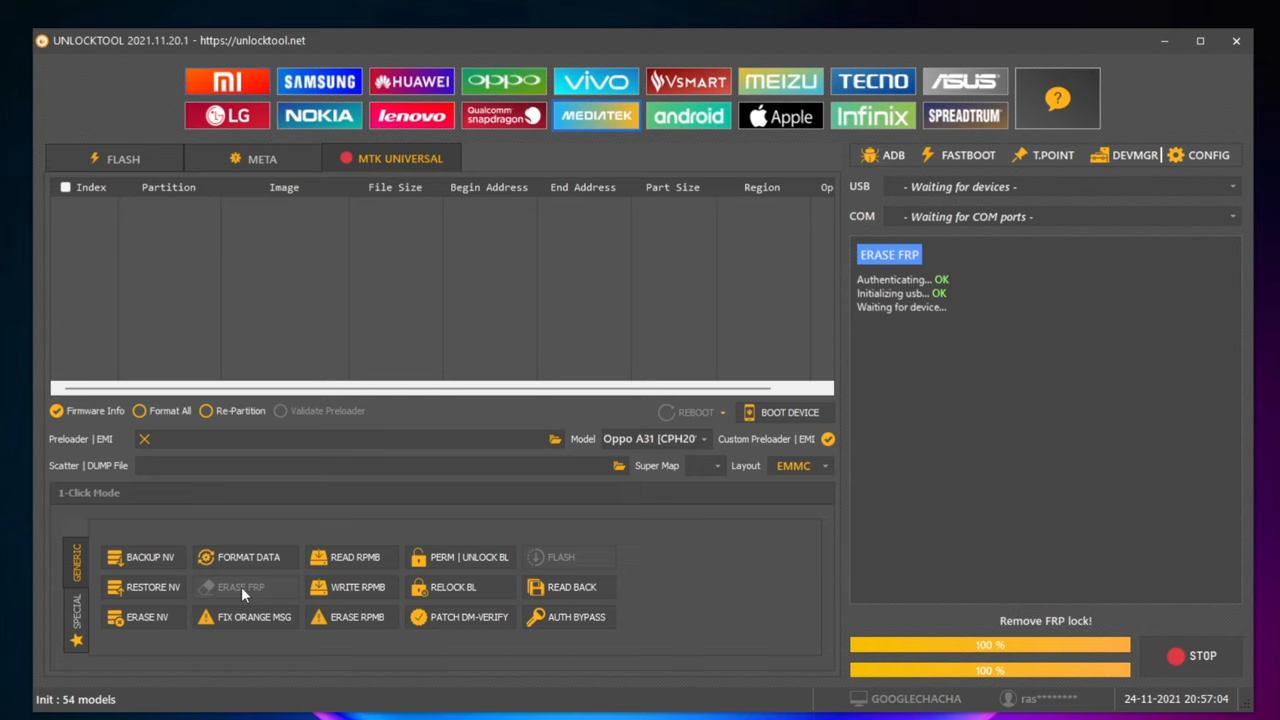 UNLOCKTOOL 2021.11.20.1 - https://unlocktool.net
MI SAMSUNG HUAWEI OPPO VIVO VSMART MEIZU TECNO ASUS
LG NOKIA lenovo Qualcomm snapdragon MEDIATEK android Apple Infinix SPREADTRUM ?
FLASH META MTK UNIVERSAL
ADB FASTBOOT T.POINT DEVMGR CONFIG
USB - Waiting for devices -
COM - Waiting for COM ports -
Index Partition Image File Size Begin Address End Address Part Size Region Op
ERASE FRP
Authenticating... OK
Initializing usb... OK
Waiting for device...
Firmware Info Format All Re-Partition Validate Preloader REBOOT BOOT DEVICE
Preloader | EMI Model Oppo A31 [CPH20 Custom Preloader | EMI
Scatter | DUMP File Super Map Layout EMMC
1-Click Mode
GENERIC
SPECIAL
BACKUP NV FORMAT DATA READ RPMB PERM | UNLOCK BL FLASH
RESTORE NV ERASE FRP WRITE RPMB RELOCK BL READ BACK
ERASE NV FIX ORANGE MSG ERASE RPMB PATCH DM-VERIFY AUTH BYPASS
Remove FRP lock!
100 %
100 %
STOP
Init : 54 models
GOOGLECHACHA ras******** 24-11-2021 20:57:04